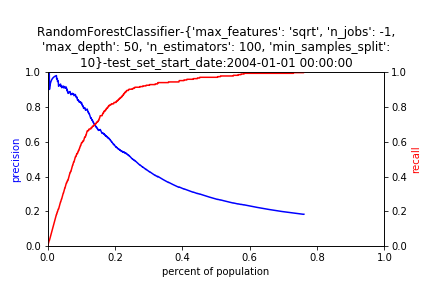 RandomForestClassifier-{'max_features': 'sqrt', 'n_jobs': -1,
'max_depth': 50, 'n_estimators': 100, 'min_samples_split':
10}-test_set_start_date:2004-01-01 00:00:00
1.0
0.8
0.6
0.4
0.2
0.0
precision
1.0
0.8
0.6
0.4
0.2
0.0
recall
0.0 0.2 0.4 0.6 0.8 1.0
percent of population